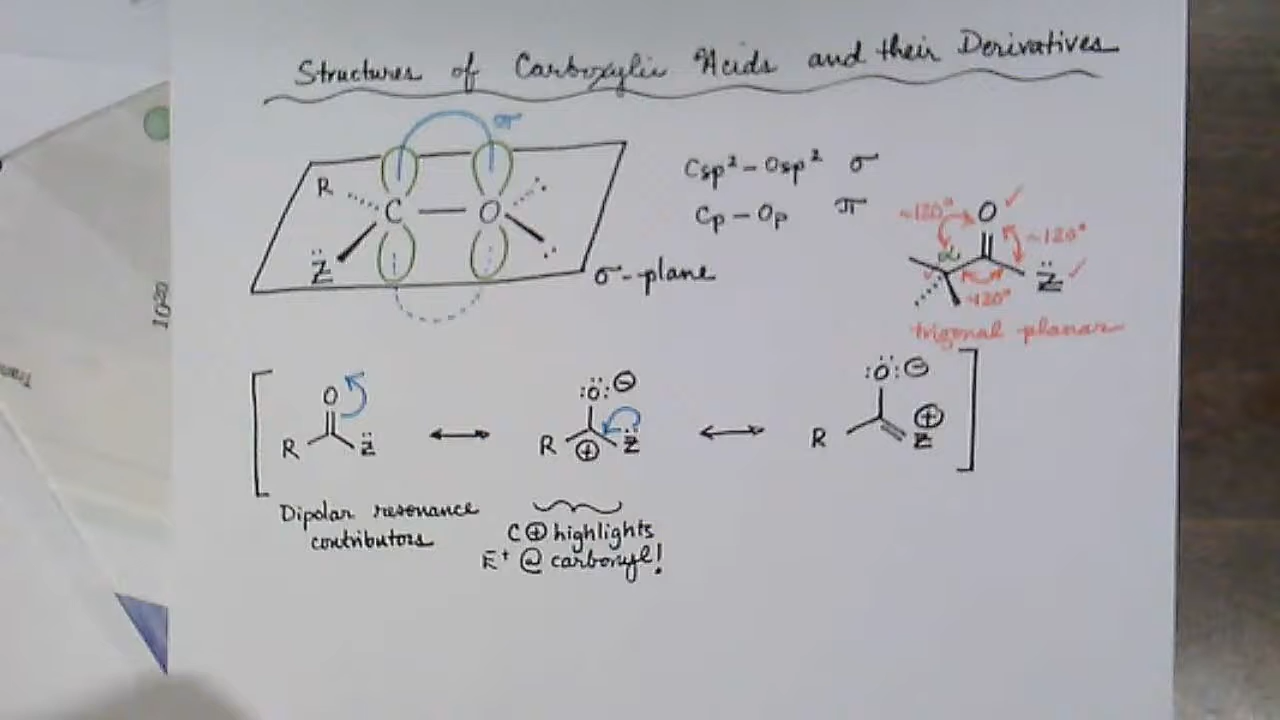 Structures of Carboxylic Acids and their Derivatives
π
R
C
O
Z̈
σ-plane
Csp²-Osp² σ
Cp-Op π
~120°
O
~120°
α
Z̈
~120°
trigonal planar
O
R
Z̈
:Ö:⊖
R
⊕
Z̈
:Ö:⊖
R
⊕
Z
Dipolar resonance
contributors
C⊕ highlights
E⁺ @ carbonyl!
1020